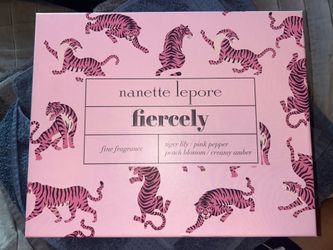 nanette lepore
fiercely
fine fragrance
tiger lily / pink pepper
peach blossom / creamy amber